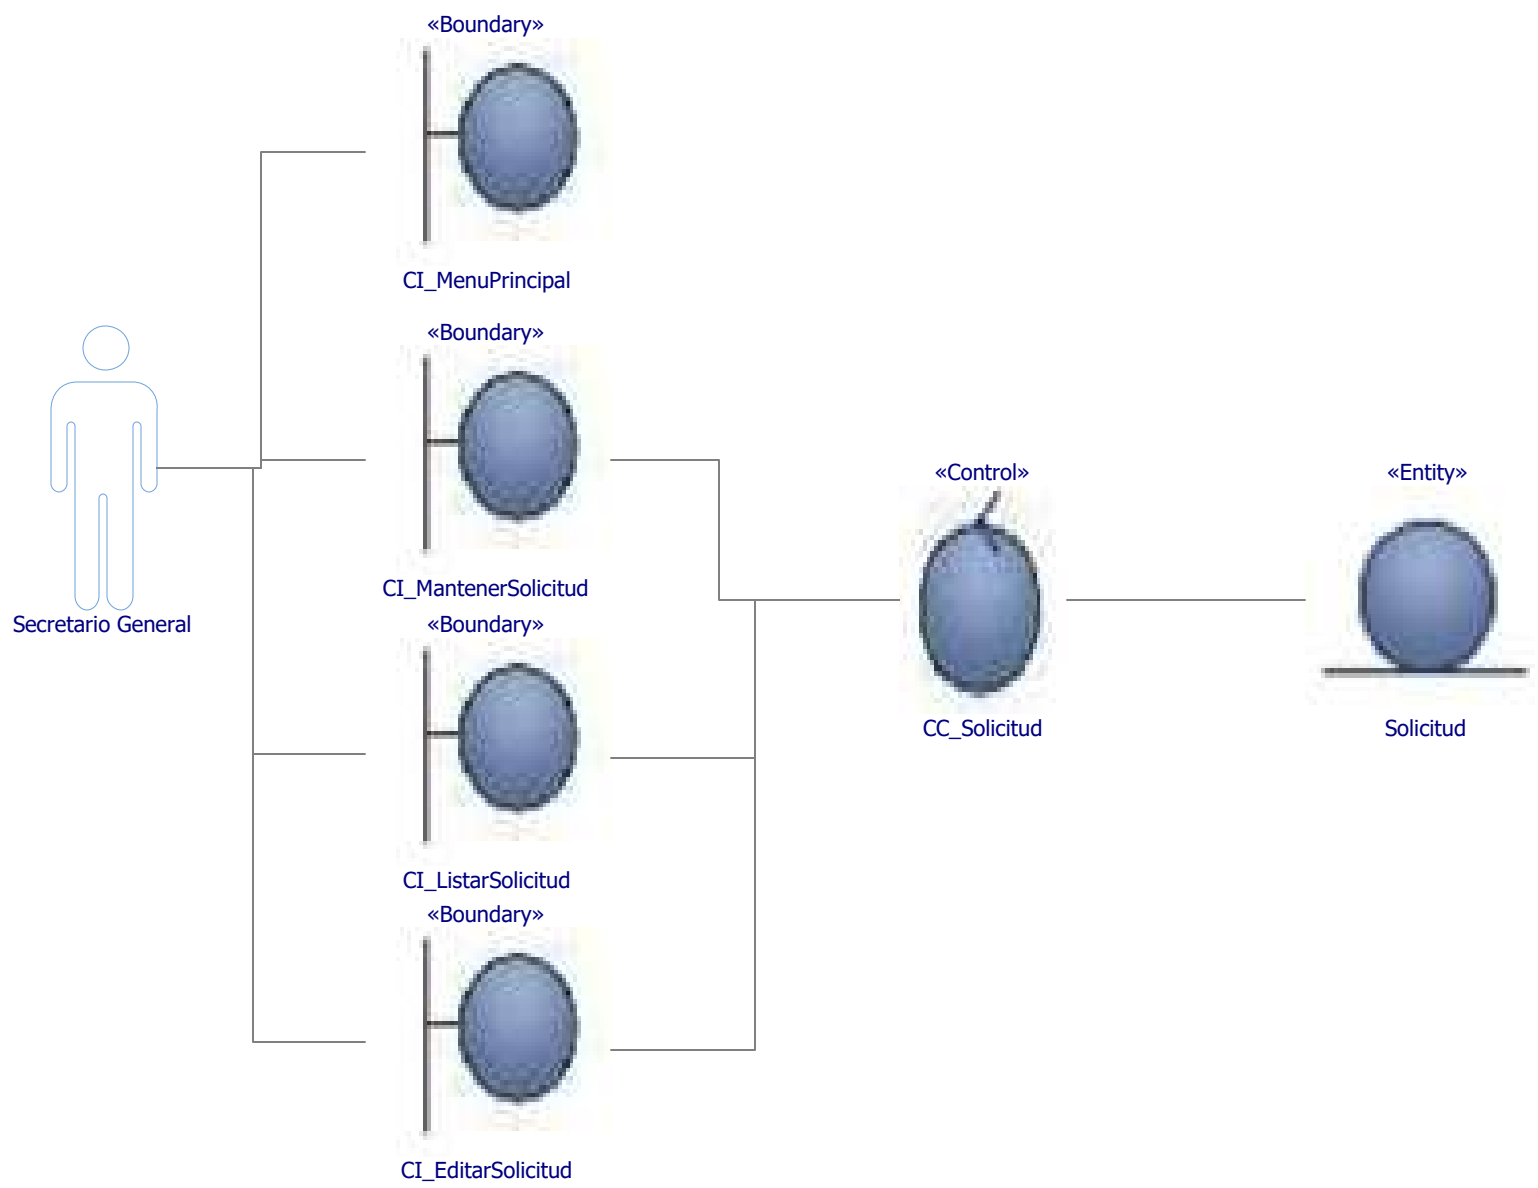 «Boundary»
CI_MenuPrincipal
«Boundary»
CI_MantenerSolicitud
Secretario General
«Boundary»
CI_ListarSolicitud
«Boundary»
CI_EditarSolicitud
«Control»
CC_Solicitud
«Entity»
Solicitud